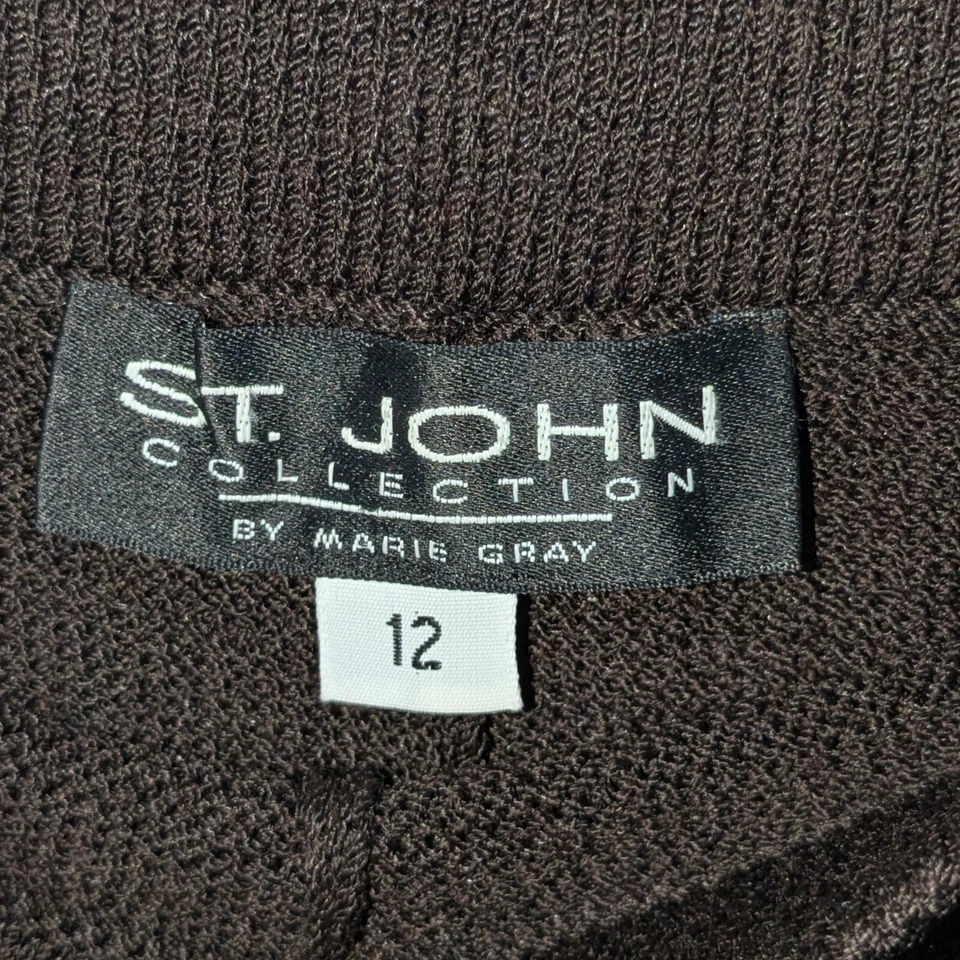 ST. JOHN
COLLECTION
BY MARIE GRAY
12